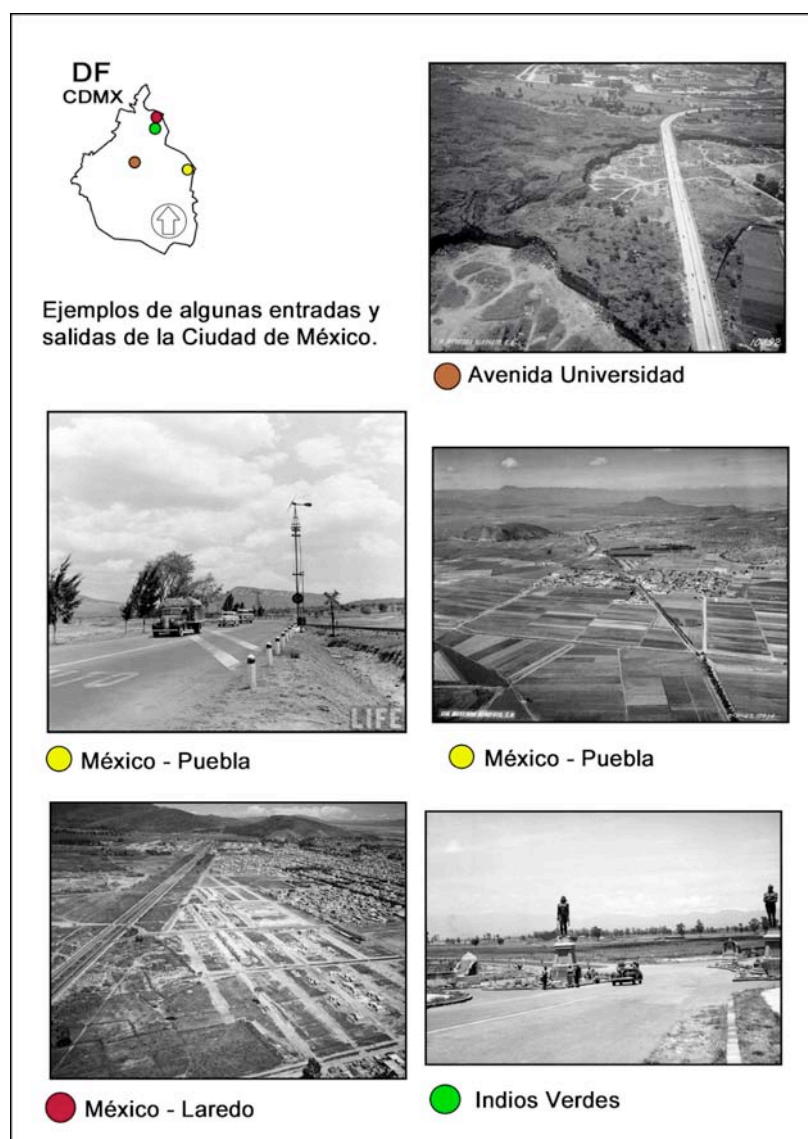 DF
CDMX
Ejemplos de algunas entradas y
salidas de la Ciudad de México.
10892
Avenida Universidad
LIFE
México - Puebla
México - Puebla
México - Laredo
Indios Verdes